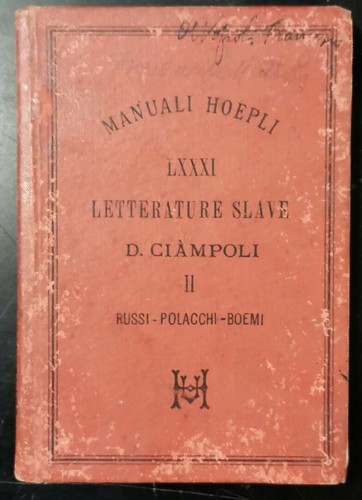 MANUALI HOEPLI
LXXXI
LETTERATURE SLAVE
D. CIÀMPOLI
II
RUSSI - POLACCHI - BOEMI